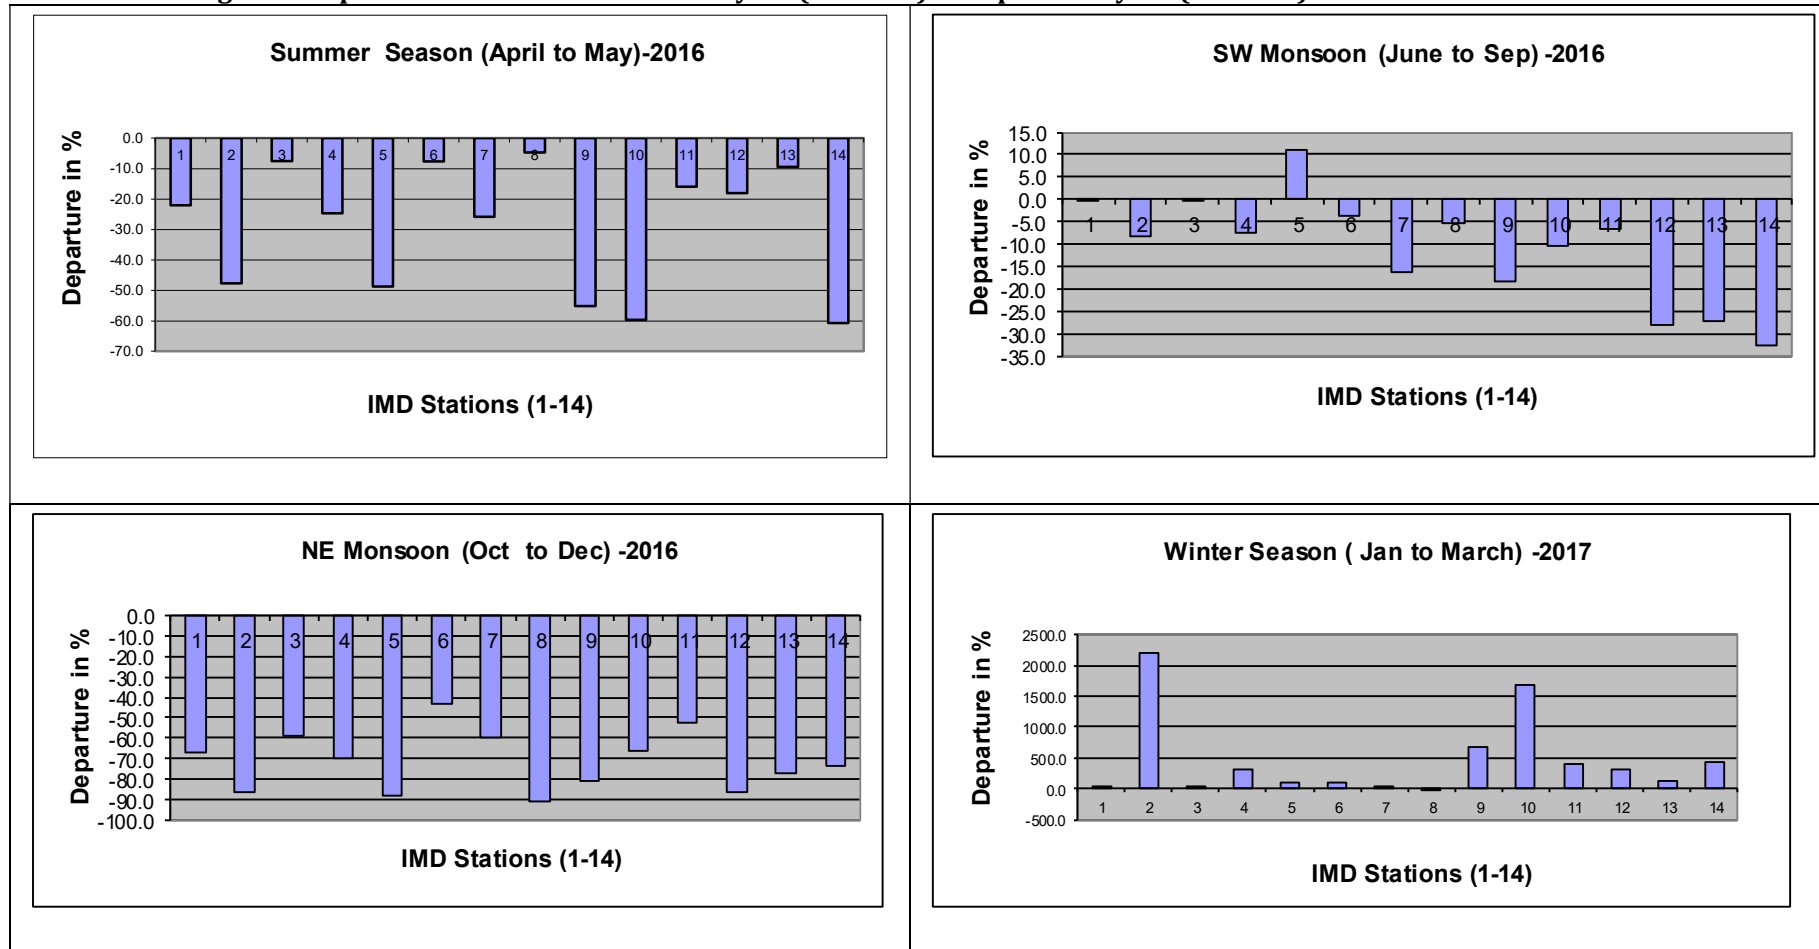 Summer Season (April to May)-2016
Departure in %
0.0
-10.0
-20.0
-30.0
-40.0
-50.0
-60.0
-70.0
1 2 3 4 5 6 7 8 9 10 11 12 13 14
IMD Stations (1-14)
SW Monsoon (June to Sep) -2016
Departure in %
15.0
10.0
5.0
0.0
-5.0
-10.0
-15.0
-20.0
-25.0
-30.0
-35.0
1 2 3 4 5 6 7 8 9 10 11 12 13 14
IMD Stations (1-14)
NE Monsoon (Oct to Dec) -2016
Departure in %
0.0
-10.0
-20.0
-30.0
-40.0
-50.0
-60.0
-70.0
-80.0
-90.0
-100.0
1 2 3 4 5 6 7 8 9 10 11 12 13 14
IMD Stations (1-14)
Winter Season ( Jan to March) -2017
Departure in %
2500.0
2000.0
1500.0
1000.0
500.0
0.0
-500.0
1 2 3 4 5 6 7 8 9 10 11 12 13 14
IMD Stations (1-14)